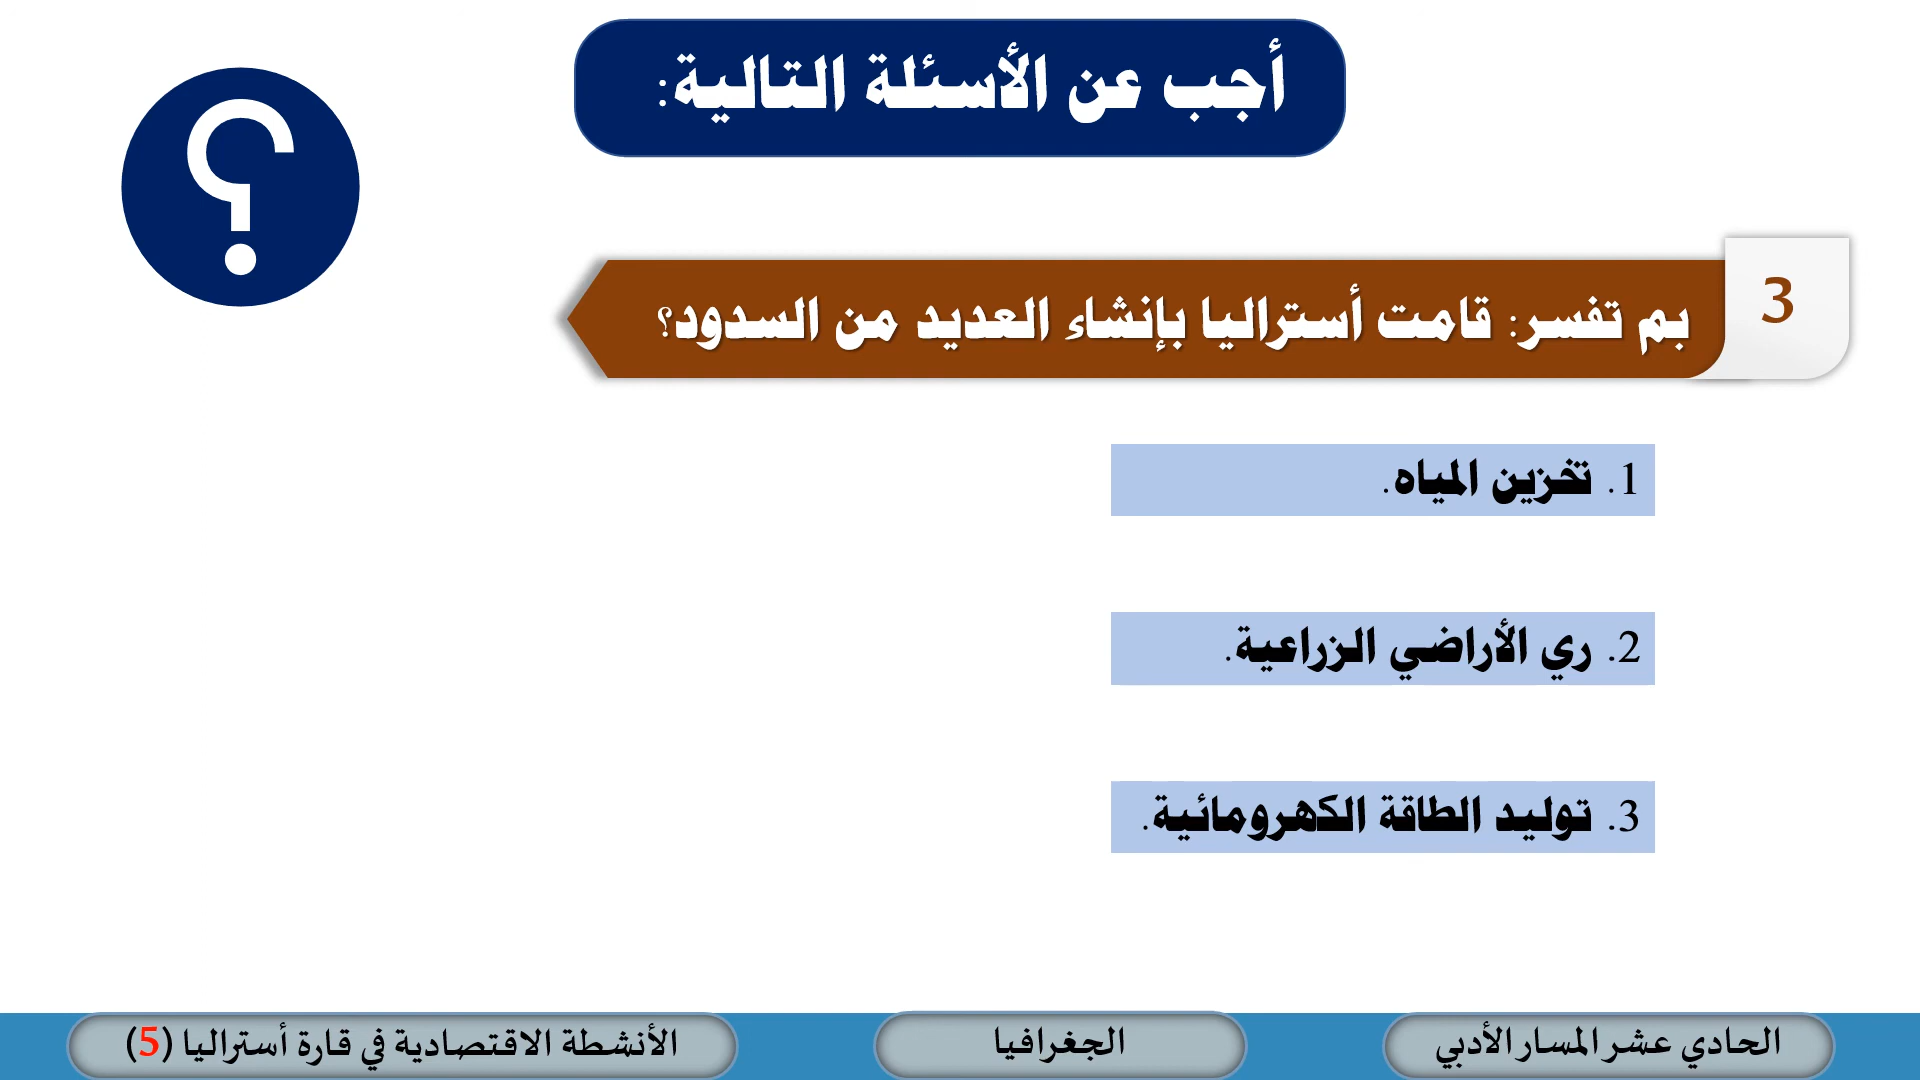 أجب عن الأسئلة التالية:
؟
3
بم تفسر: قامت أستراليا بإنشاء العديد من السدود؟
1. تخزين المياه.
2. ري الأراضي الزراعية.
3. توليد الطاقة الكهرومائية.
الحادي عشر المسار الأدبي
الجغرافيا
الأنشطة الاقتصادية في قارة أستراليا (5)